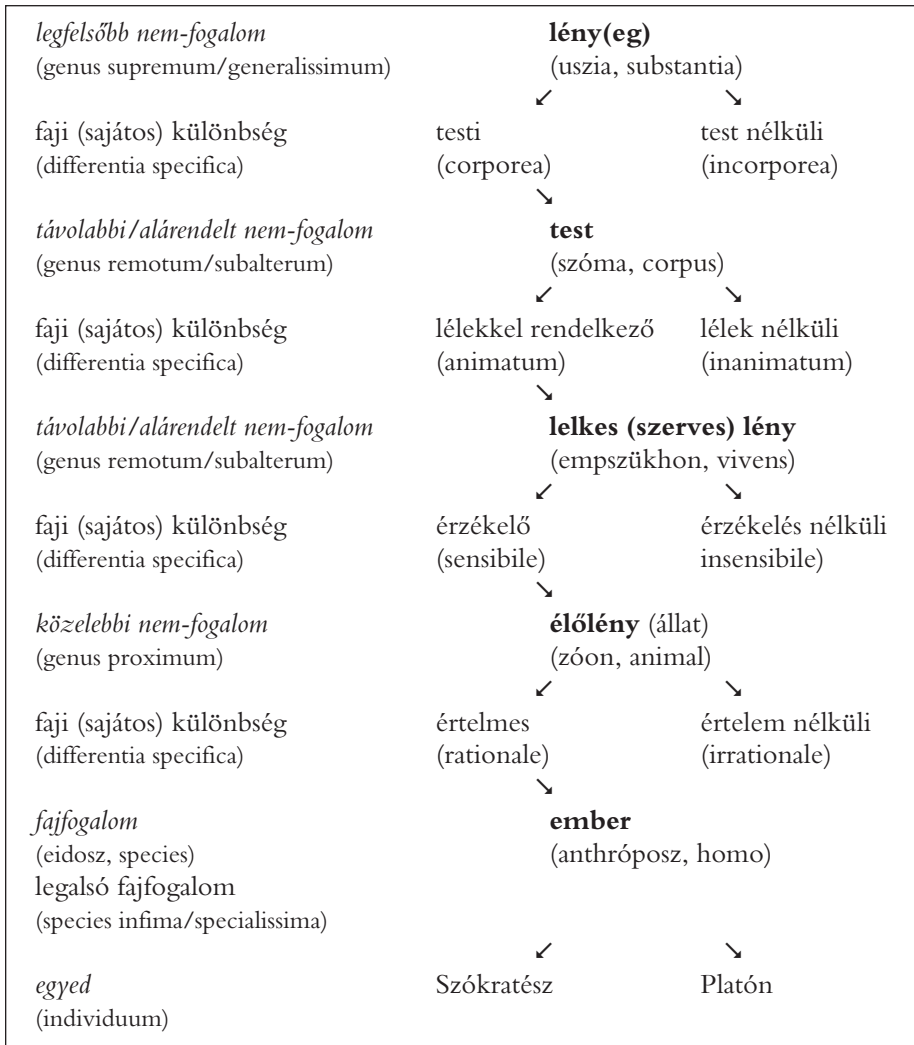 legfelsőbb nem-fogalom lény(eg)
(genus supremum/generalissimum) (uszia, substantia)
↙ ↘
faji (sajátos) különbség testi test nélküli
(differentia specifica) (corporea) (incorporea)
↘
távolabbi/alárendelt nem-fogalom test
(genus remotum/subalterum) (szóma, corpus)
↙ ↘
faji (sajátos) különbség lélekkel rendelkező lélek nélküli
(differentia specifica) (animatum) (inanimatum)
↘
távolabbi/alárendelt nem-fogalom lelkes (szerves) lény
(genus remotum/subalterum) (empszükhon, vivens)
↙ ↘
faji (sajátos) különbség érzékelő érzékelés nélküli
(differentia specifica) (sensibile) insensibile)
↘
közelebbi nem-fogalom élőlény (állat)
(genus proximum) (zóon, animal)
↙ ↘
faji (sajátos) különbség értelmes értelem nélküli
(differentia specifica) (rationale) (irrationale)
↘
fajfogalom ember
(eidosz, species) (anthróposz, homo)
legalsó fajfogalom
(species infima/specialissima)
↙ ↘
egyed Szókratész Platón
(individuum)